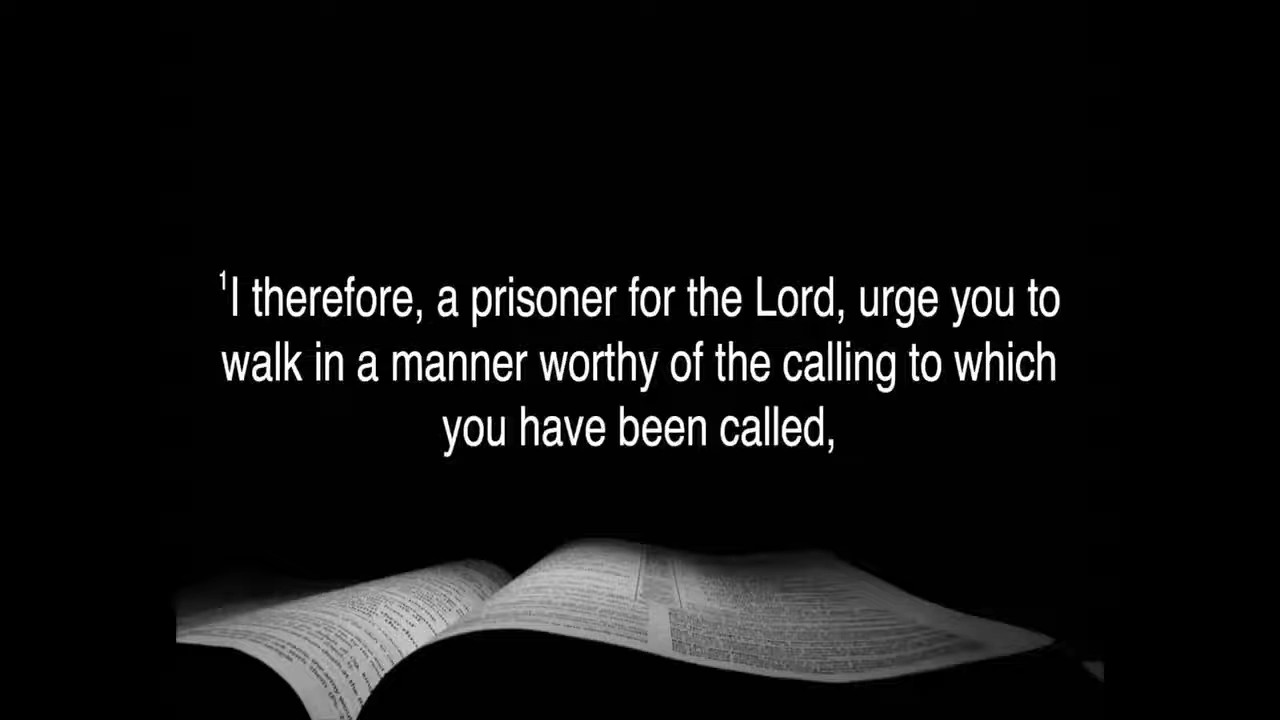 ¹I therefore, a prisoner for the Lord, urge you to
walk in a manner worthy of the calling to which
you have been called,